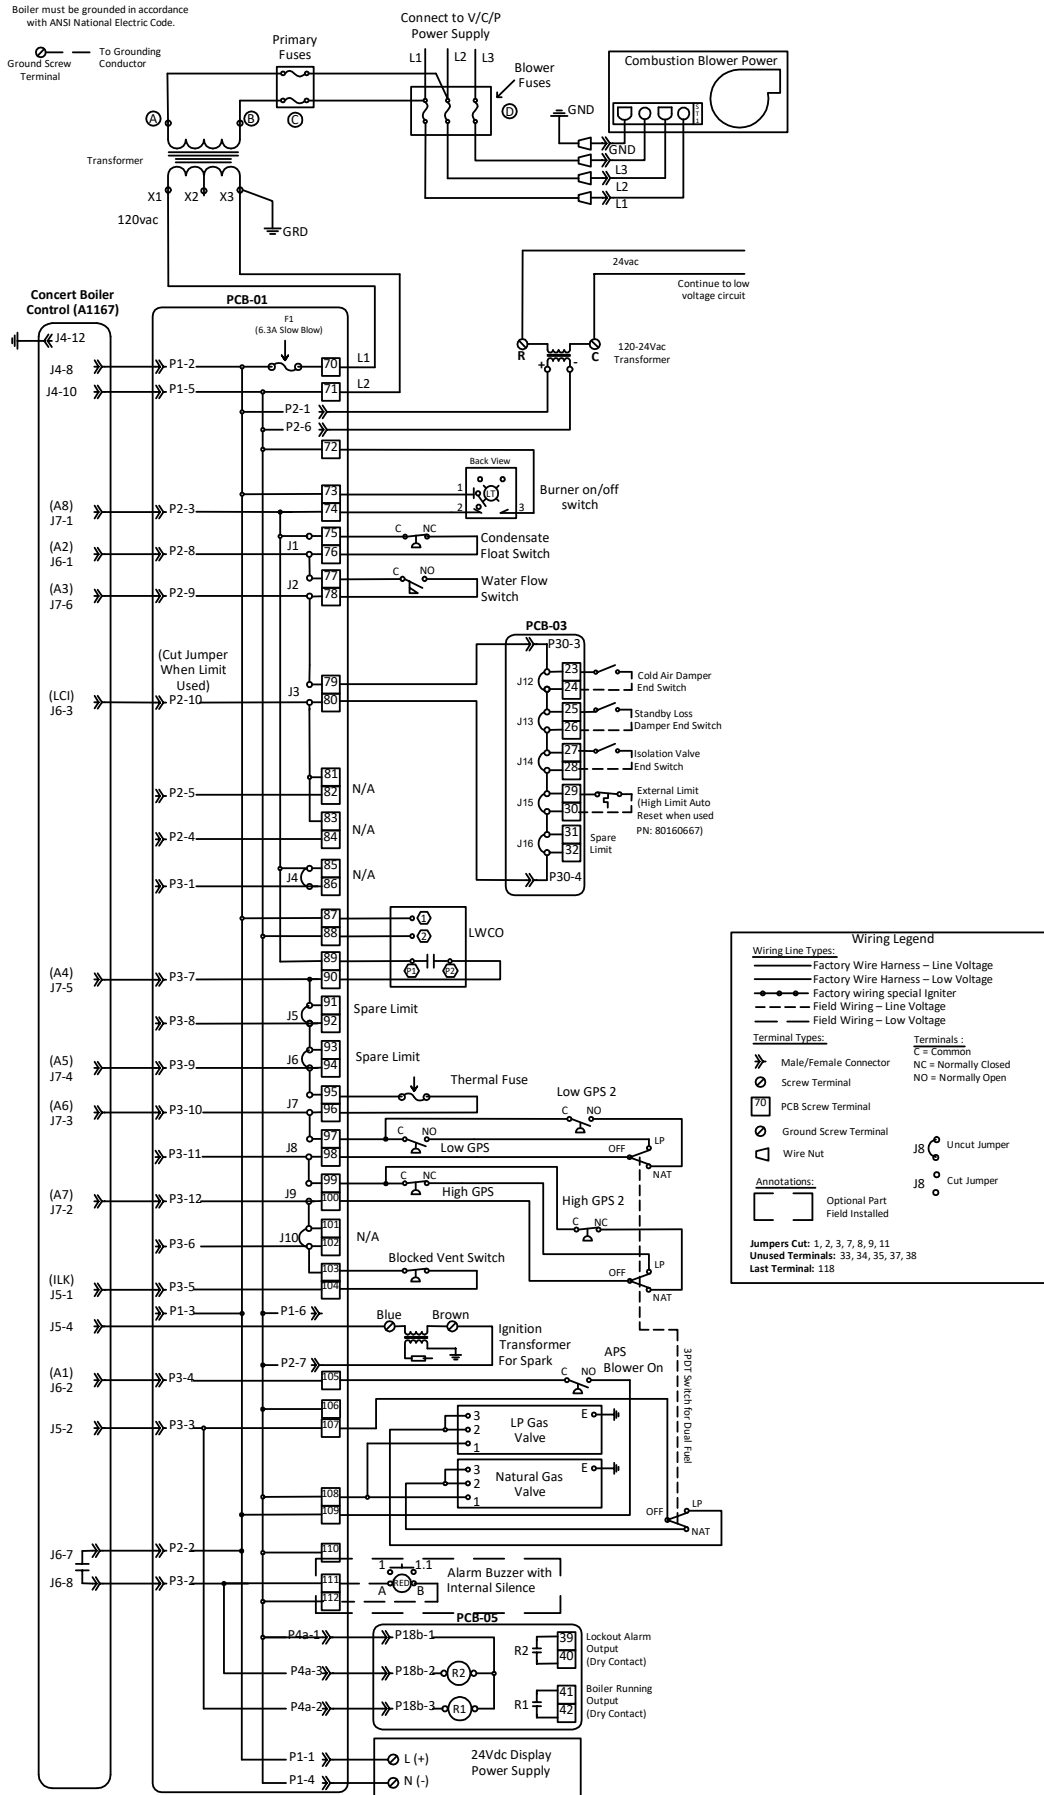 Boiler must be grounded in accordance
with ANSI National Electric Code.
Ground Screw
Terminal
To Grounding
Conductor
Primary
Fuses
Connect to V/C/P
Power Supply
L1
L2
L3
Blower
Fuses
Combustion Blower Power
ST1
A
B
C
D
GND
GND
L3
L2
L1
Transformer
X1
X2
X3
120vac
GRD
24vac
Continue to low
voltage circuit
R
C
+
-
120-24Vac
Transformer
Concert Boiler
Control (A1167)
PCB-01
F1
(6.3A Slow Blow)
J4-12
J4-8
P1-2
70
L1
J4-10
P1-5
71
L2
P2-1
P2-6
72
Back View
LT
1
2
3
Burner on/off
switch
73
(A8)
J7-1
P2-3
74
75
C
NC
Condensate
Float Switch
(A2)
J6-1
P2-8
J1
76
77
C
NO
Water Flow
Switch
(A3)
J7-6
P2-9
J2
78
(Cut Jumper
When Limit
Used)
(LCI)
J6-3
P2-10
J3
79
80
PCB-03
P30-3
J12
23
24
Cold Air Damper
End Switch
J13
25
26
Standby Loss
Damper End Switch
J14
27
28
Isolation Valve
End Switch
J15
29
30
External Limit
(High Limit Auto
Reset when used
PN: 80160667)
J16
31
32
Spare
Limit
P30-4
81
P2-5
82
N/A
83
P2-4
84
N/A
85
J4
P3-1
86
N/A
87
1
88
2
LWCO
89
P1
P2
(A4)
J7-5
P3-7
90
91
J5
Spare Limit
P3-8
92
93
J6
Spare Limit
(A5)
J7-4
P3-9
94
95
Thermal Fuse
(A6)
J7-3
P3-10
J7
96
Low GPS 2
C
NO
97
C
NO
Low GPS
P3-11
J8
98
OFF
LP
NAT
99
C
NC
High GPS
(A7)
J7-2
P3-12
J9
100
High GPS 2
C
NC
101
J10
N/A
P3-6
102
Blocked Vent Switch
103
OFF
LP
NAT
(ILK)
J5-1
P3-5
104
P1-3
P1-6
J5-4
Blue
Brown
Ignition
Transformer
For Spark
P2-7
3PDT Switch for Dual Fuel
(A1)
J6-2
P3-4
105
APS
Blower On
C
NO
106
J5-2
P3-3
107
3
2
1
LP Gas
Valve
E
3
2
1
Natural Gas
Valve
E
108
109
OFF
LP
NAT
J6-7
P2-2
110
J6-8
P3-2
111
112
1
1.1
A
RED
B
Alarm Buzzer with
Internal Silence
PCB-05
P4a-1
P18b-1
P4a-3
P18b-2
R2
P4a-2
P18b-3
R1
R2
39
40
Lockout Alarm
Output
(Dry Contact)
R1
41
42
Boiler Running
Output
(Dry Contact)
P1-1
L (+)
P1-4
N (-)
24Vdc Display
Power Supply
Wiring Legend
Wiring Line Types:
Factory Wire Harness – Line Voltage
Factory Wire Harness – Low Voltage
Factory wiring special Igniter
Field Wiring – Line Voltage
Field Wiring – Low Voltage
Terminal Types:
Male/Female Connector
Screw Terminal
70
PCB Screw Terminal
Ground Screw Terminal
Wire Nut
Terminals :
C = Common
NC = Normally Closed
NO = Normally Open
J8
Uncut Jumper
J8
Cut Jumper
Annotations:
Optional Part
Field Installed
Jumpers Cut: 1, 2, 3, 7, 8, 9, 11
Unused Terminals: 33, 34, 35, 37, 38
Last Terminal: 118